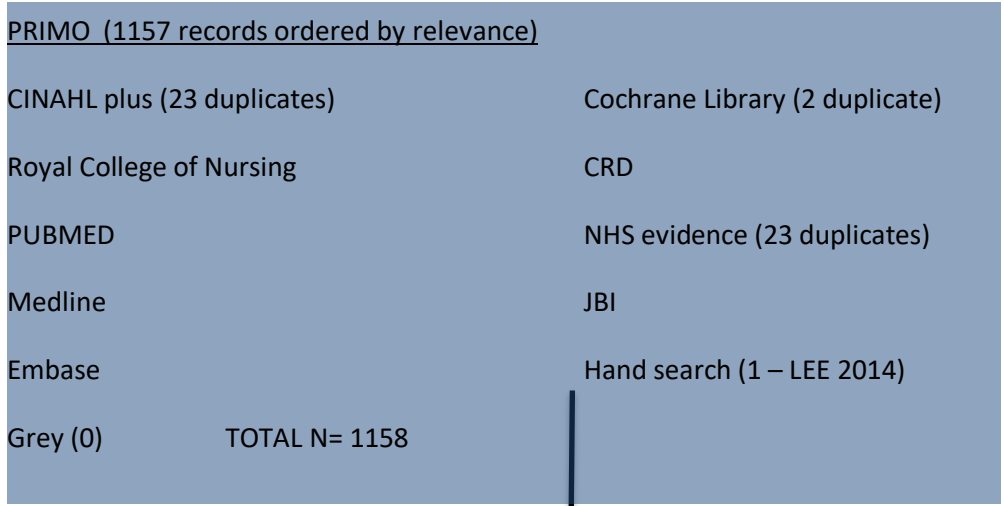 PRIMO (1157 records ordered by relevance)
CINAHL plus (23 duplicates) Cochrane Library (2 duplicate)
Royal College of Nursing CRD
PUBMED NHS evidence (23 duplicates)
Medline JBI
Embase Hand search (1 – LEE 2014)
Grey (0) TOTAL N= 1158